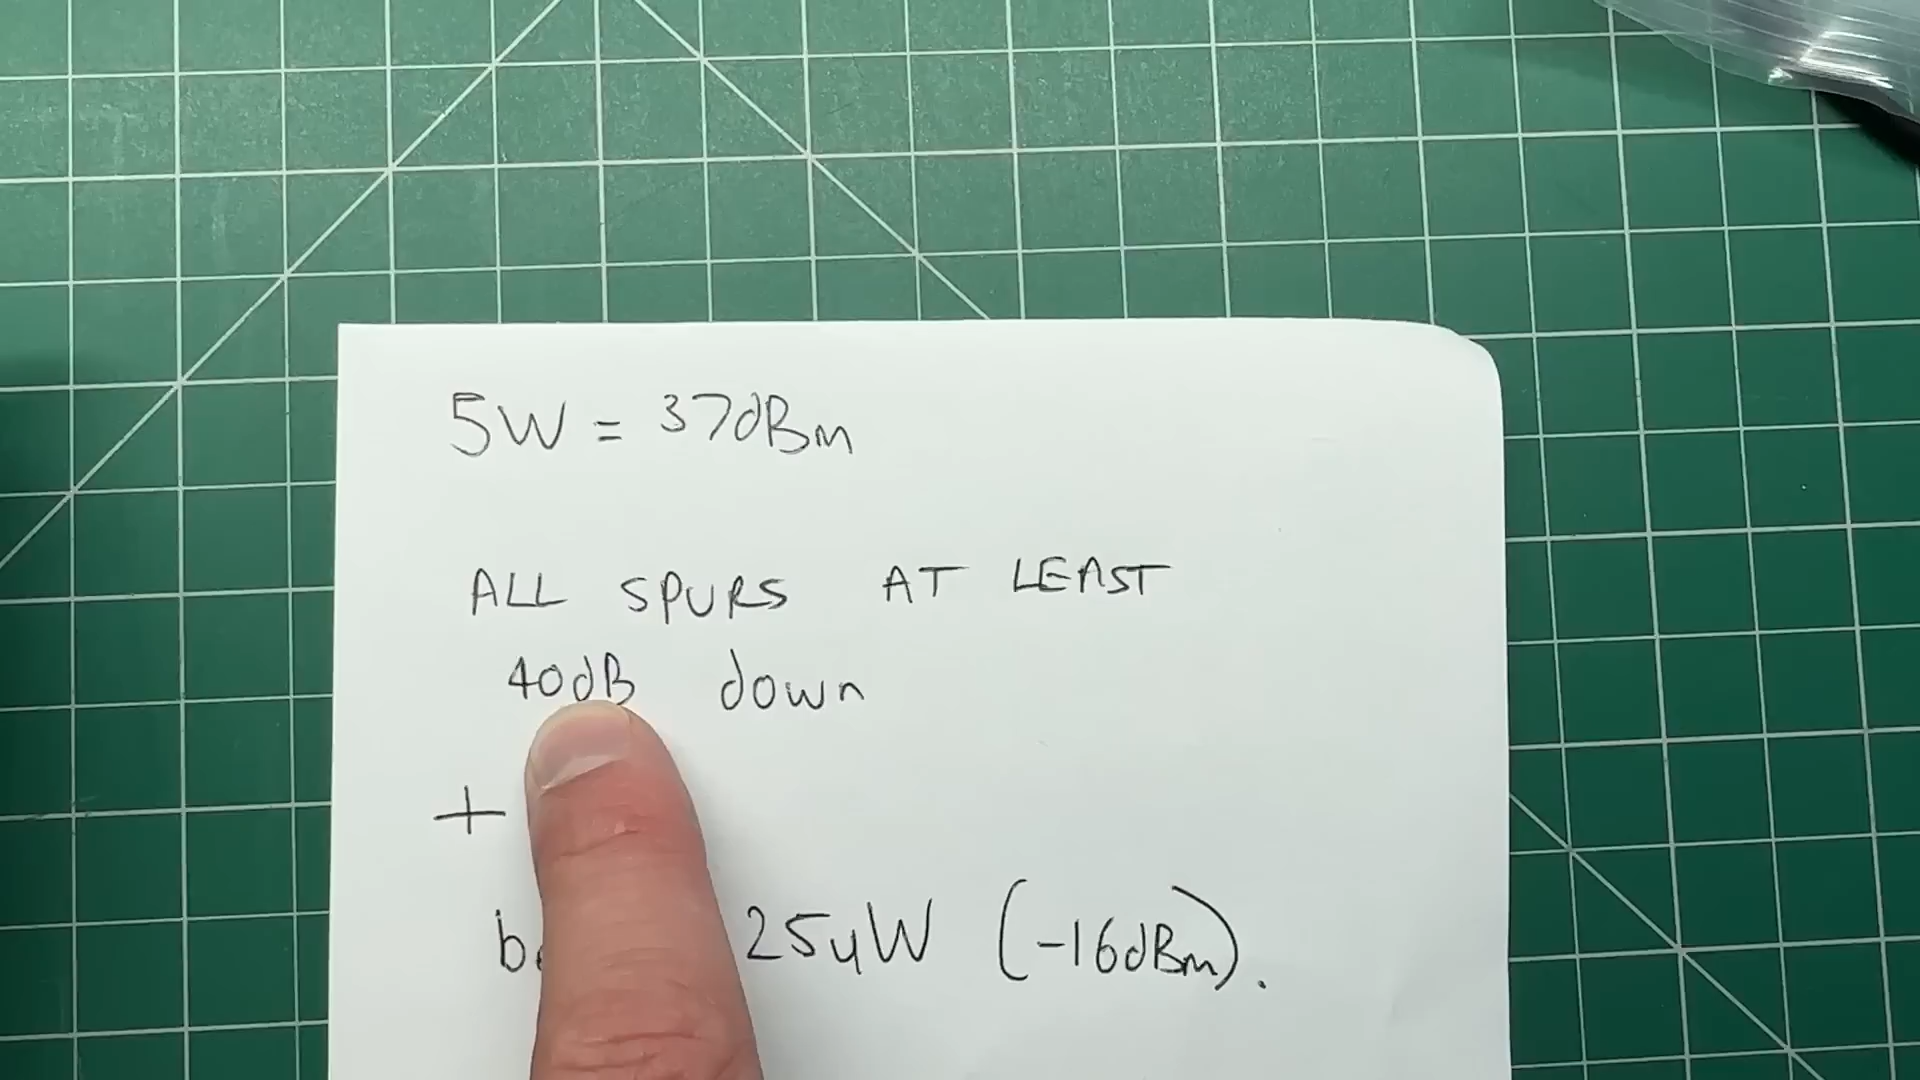 5W = 37dBm
ALL SPURS AT LEAST
40dB down
+
25uW (-16dBm).